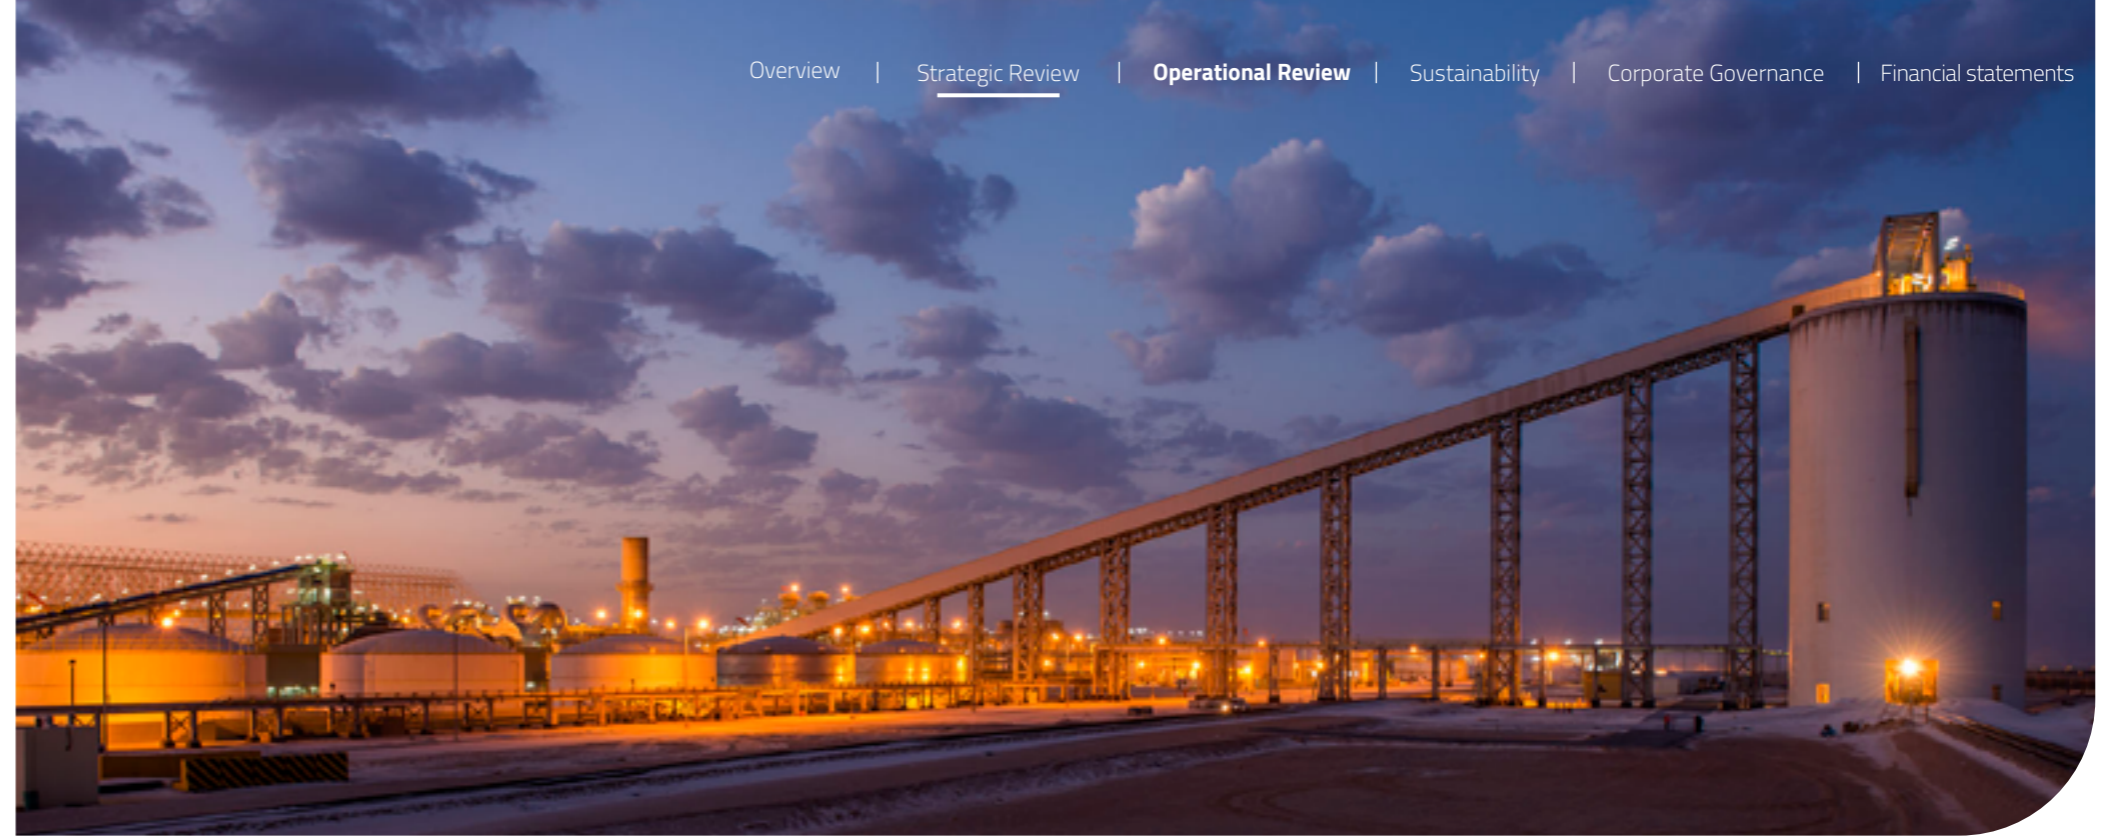 Overview | Strategic Review | Operational Review | Sustainability | Corporate Governance | Financial statements